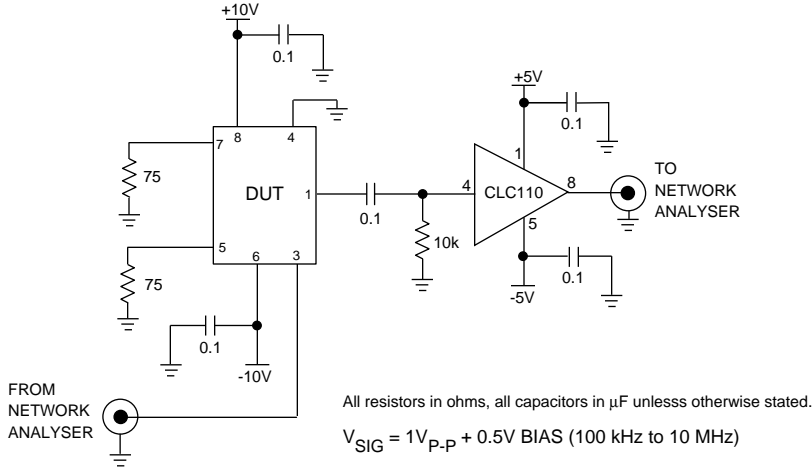 +10V
0.1
+5V
0.1
8
4
7
75
DUT
1
0.1
4
1
CLC110
8
5
TO
NETWORK
ANALYSER
10k
5
6
3
75
0.1
-10V
-5V
0.1
FROM
NETWORK
ANALYSER
All resistors in ohms, all capacitors in µF unlesss otherwise stated.
VSIG = 1VP-P + 0.5V BIAS (100 kHz to 10 MHz)